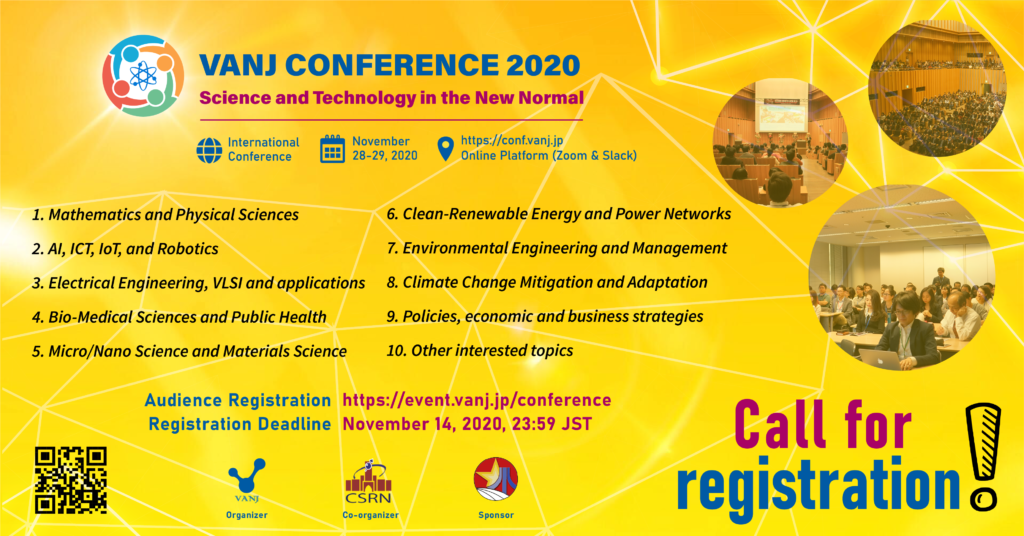 VANJ CONFERENCE 2020
Science and Technology in the New Normal
International
Conference
November
28-29, 2020
https://conf.vanj.jp
Online Platform (Zoom & Slack)
1. Mathematics and Physical Sciences
2. AI, ICT, IoT, and Robotics
3. Electrical Engineering, VLSI and applications
4. Bio-Medical Sciences and Public Health
5. Micro/Nano Science and Materials Science
6. Clean-Renewable Energy and Power Networks
7. Environmental Engineering and Management
8. Climate Change Mitigation and Adaptation
9. Policies, economic and business strategies
10. Other interested topics
Audience Registration https://event.vanj.jp/conference
Registration Deadline November 14, 2020, 23:59 JST
VANJ
Organizer
CSRN
Co-organizer
Sponsor
Call for
registration!